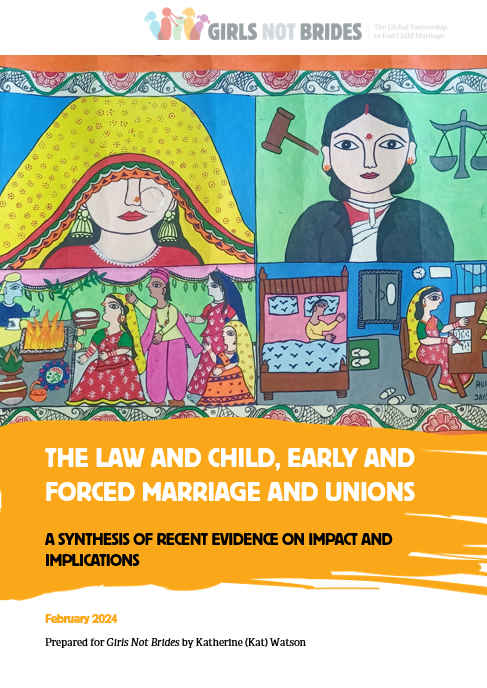 GIRLS NOT BRIDES
The Global Partnership
to End Child Marriage
THE LAW AND CHILD, EARLY AND
FORCED MARRIAGE AND UNIONS
A SYNTHESIS OF RECENT EVIDENCE ON IMPACT AND
IMPLICATIONS
February 2024
Prepared for Girls Not Brides by Katherine (Kat) Watson